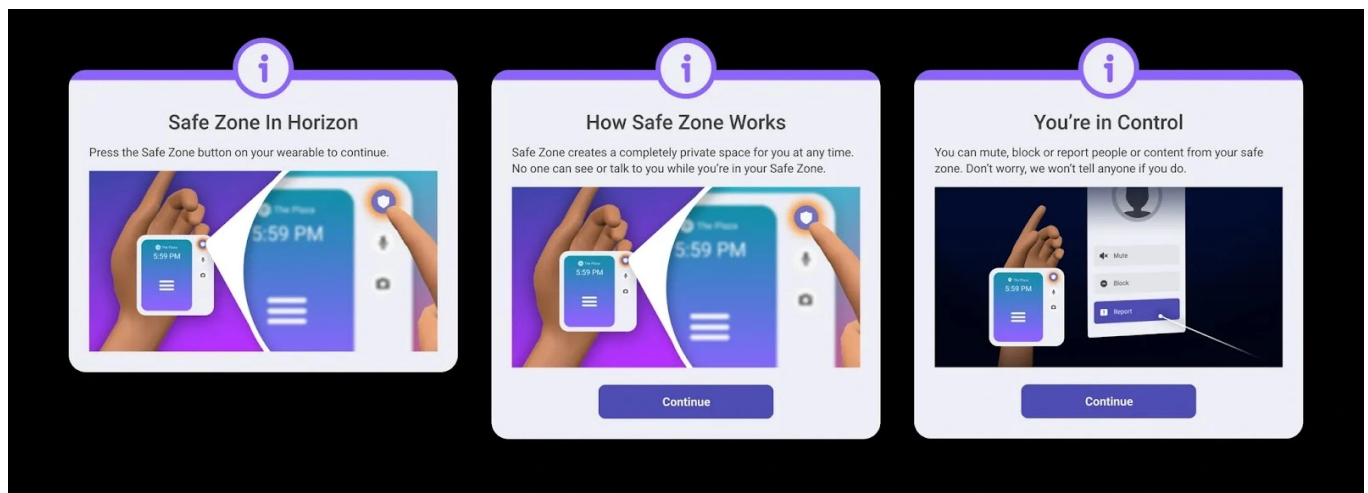 Safe Zone In Horizon
Press the Safe Zone button on your wearable to continue.
The Plaza
5:59 PM
The Plaza
5:59 PM
How Safe Zone Works
Safe Zone creates a completely private space for you at any time.
No one can see or talk to you while you're in your Safe Zone.
The Plaza
5:59 PM
The Plaza
5:59 PM
Continue
You're in Control
You can mute, block or report people or content from your safe
zone. Don't worry, we won't tell anyone if you do.
The Plaza
5:59 PM
Mute
Block
Report
Continue